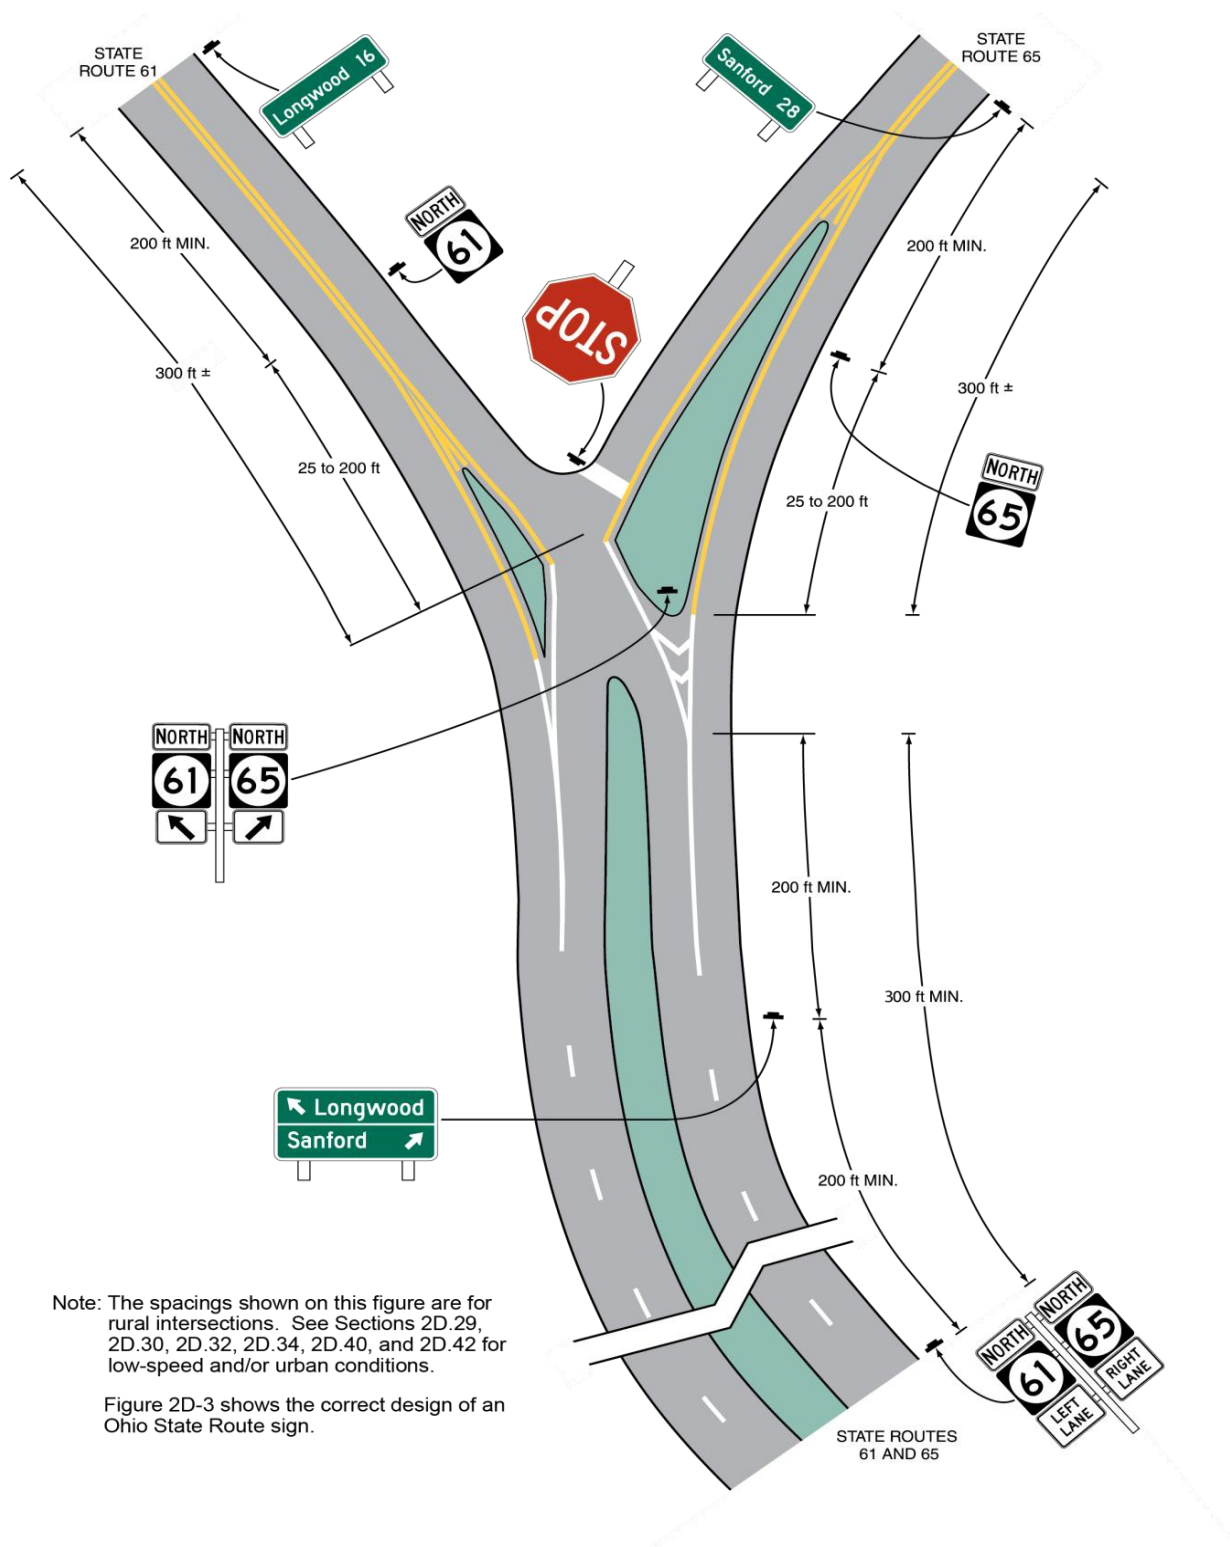 STATE
ROUTE 61
Longwood 16
Sanford 28
STATE
ROUTE 65
200 ft MIN.
NORTH
61
STOP
200 ft MIN.
300 ft ±
300 ft ±
25 to 200 ft
NORTH
65
25 to 200 ft
NORTH NORTH
61 65
200 ft MIN.
300 ft MIN.
Longwood
Sanford
200 ft MIN.
NORTH
65
RIGHT
LANE
NORTH
61
LEFT
LANE
Note: The spacings shown on this figure are for
rural intersections. See Sections 2D.29,
2D.30, 2D.32, 2D.34, 2D.40, and 2D.42 for
low-speed and/or urban conditions.
Figure 2D-3 shows the correct design of an
Ohio State Route sign.
STATE ROUTES
61 AND 65